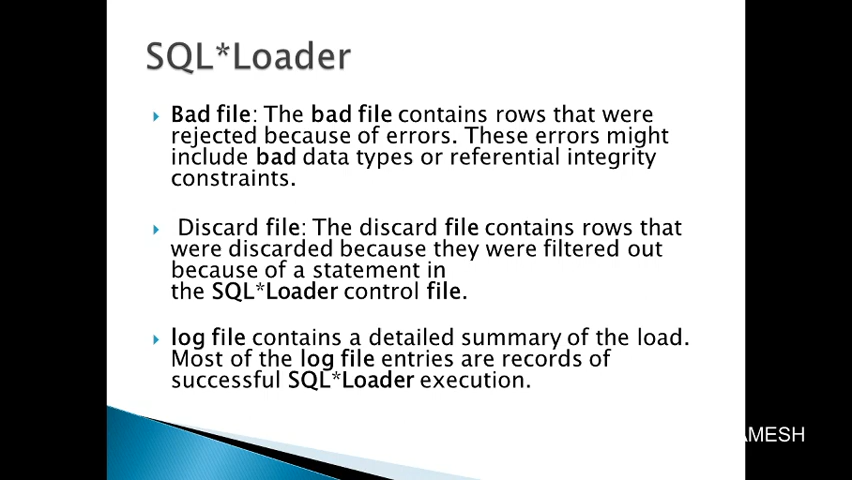 SQL*Loader
Bad file: The bad file contains rows that were
rejected because of errors. These errors might
include bad data types or referential integrity
constraints.
Discard file: The discard file contains rows that
were discarded because they were filtered out
because of a statement in
the SQL*Loader control file.
log file contains a detailed summary of the load.
Most of the log file entries are records of
successful SQL*Loader execution.